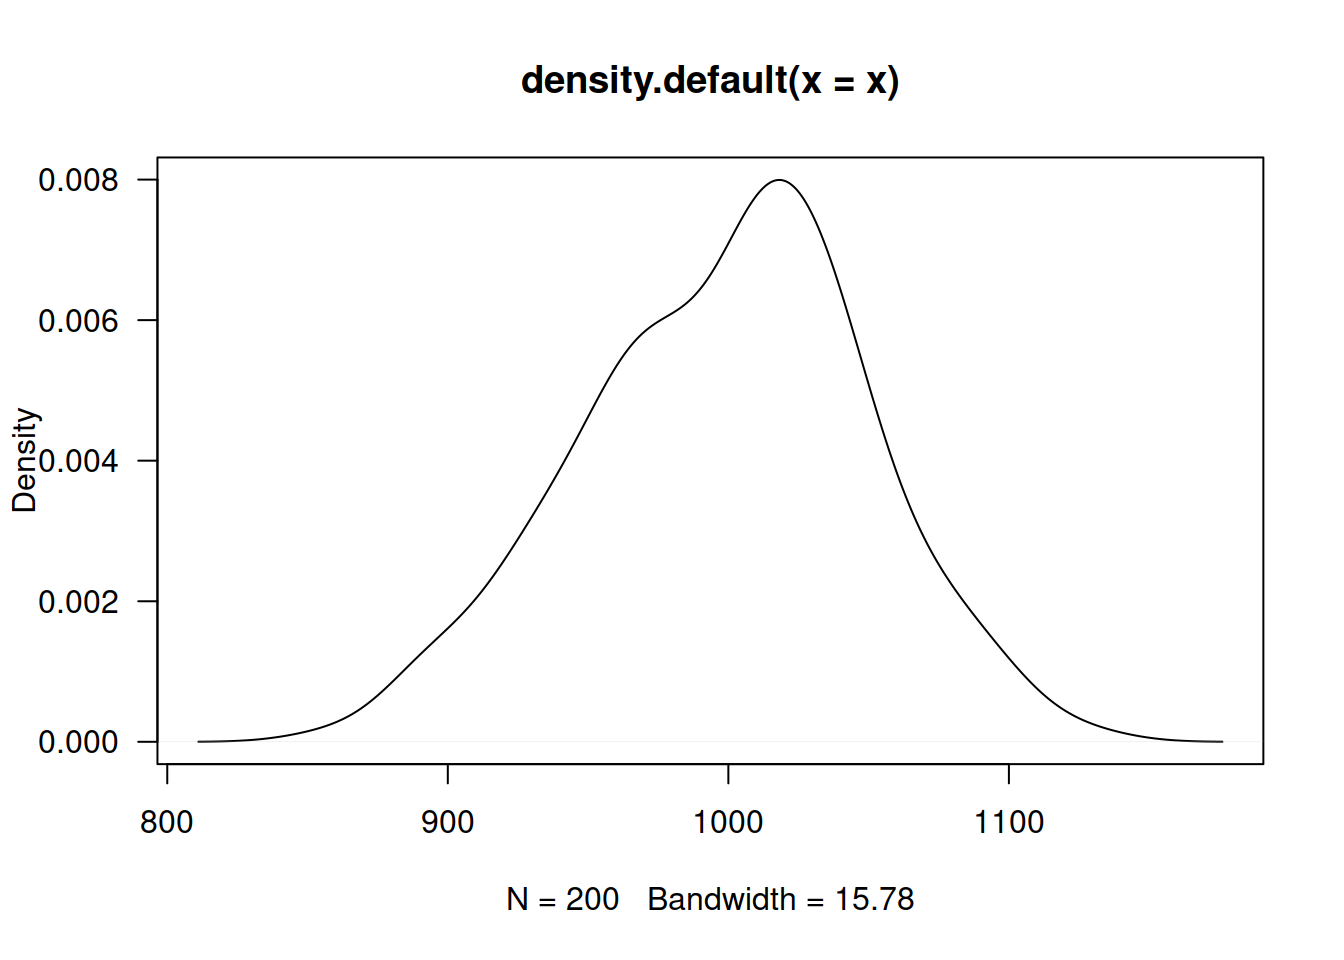 density.default(x = x)
0.008
0.006
0.004
0.002
0.000
Density
800 900 1000 1100
N = 200 Bandwidth = 15.78